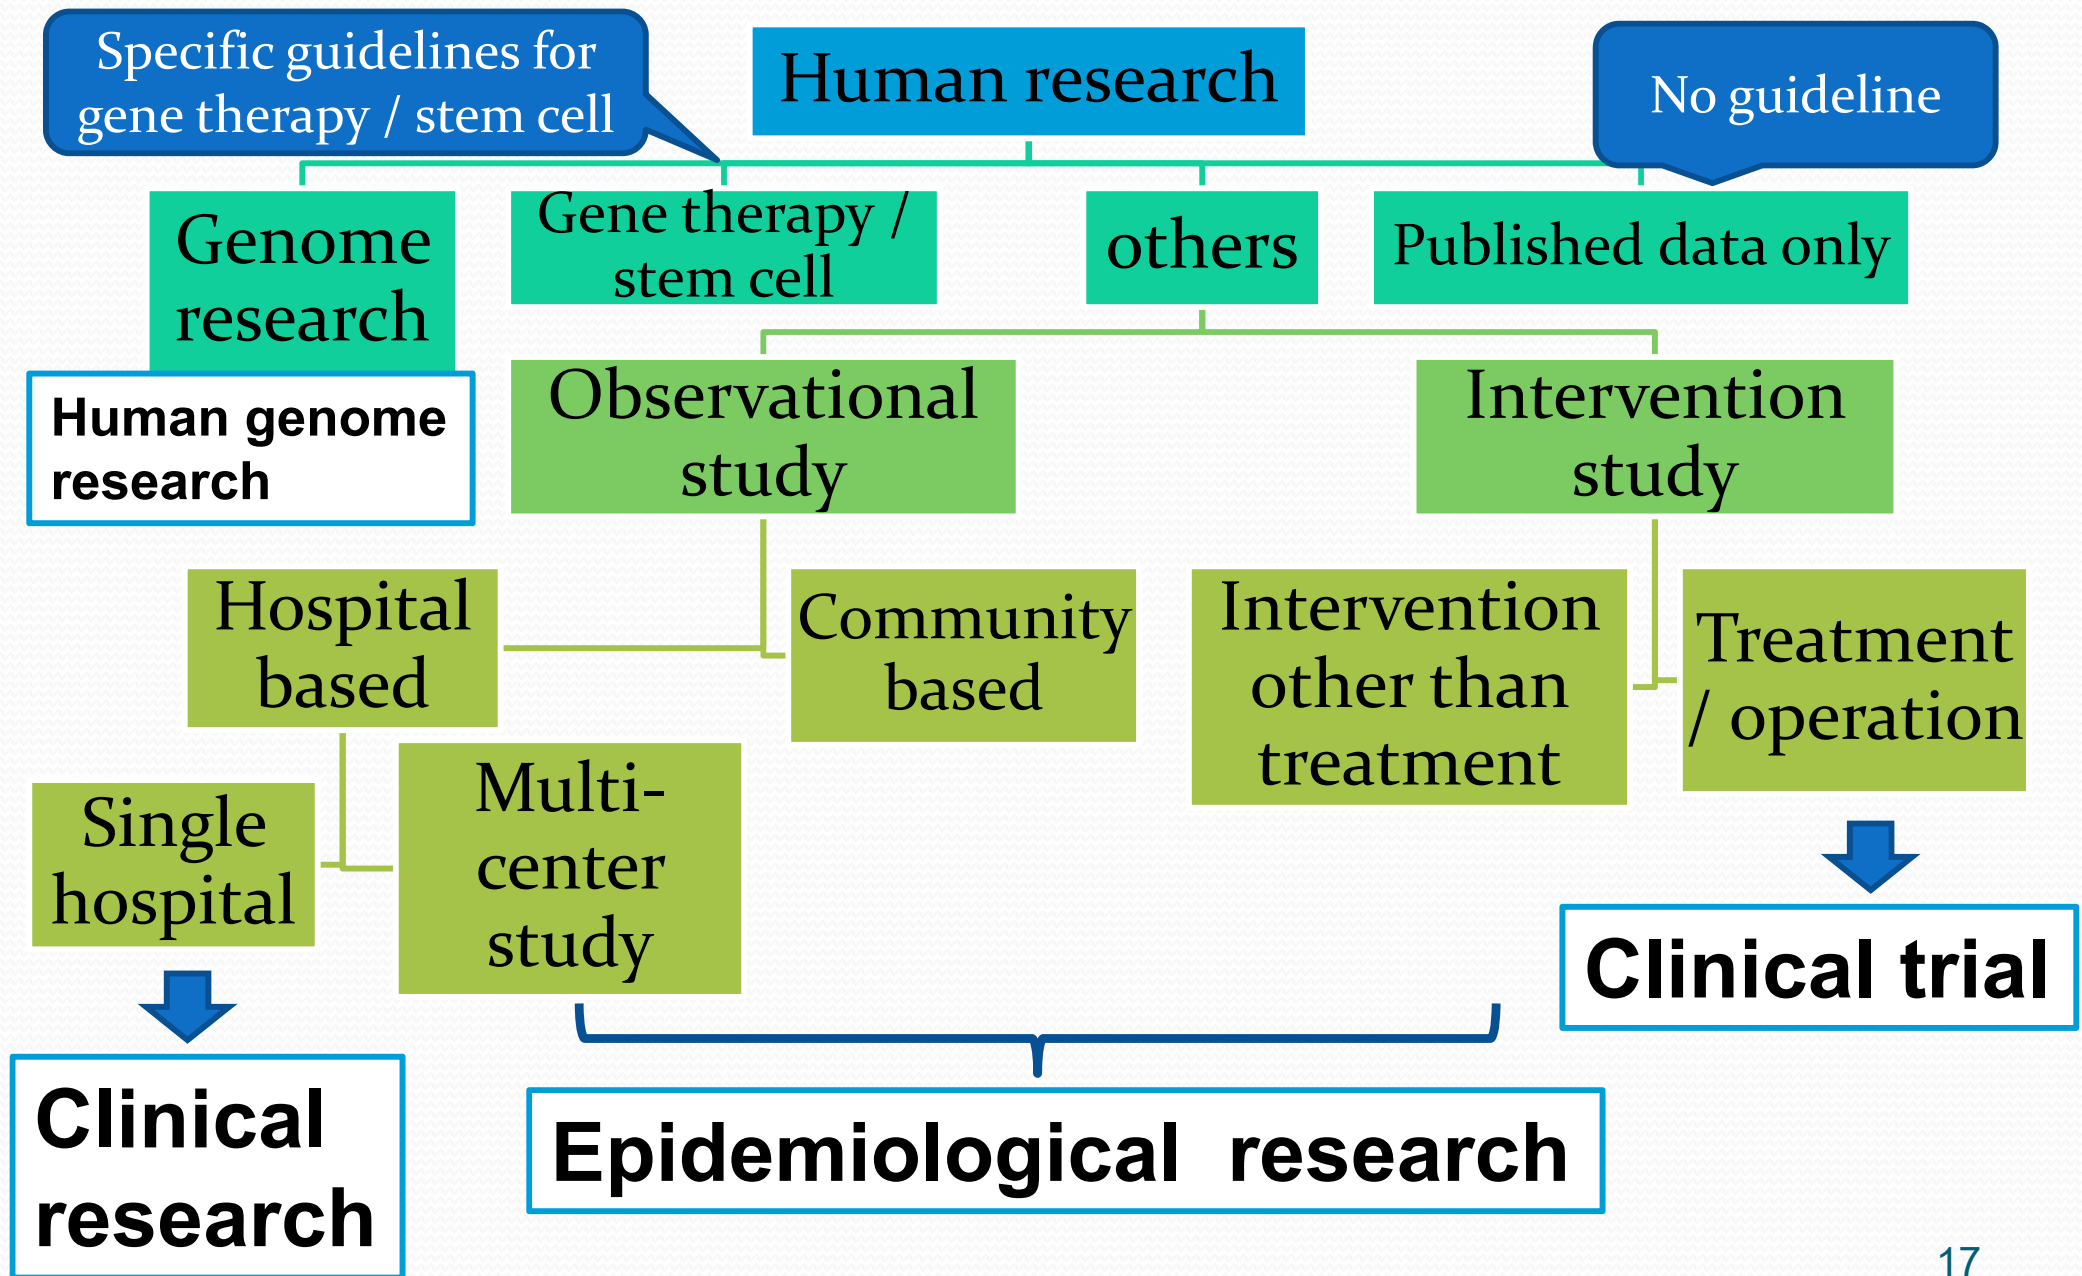 Specific guidelines for
gene therapy / stem cell
Human research
No guideline
Genome
research
Gene therapy /
stem cell
others
Published data only
Human genome
research
Observational
study
Intervention
study
Hospital
based
Community
based
Intervention
other than
treatment
Treatment
/ operation
Single
hospital
Multi-
center
study
Clinical trial
Clinical
research
Epidemiological research
17